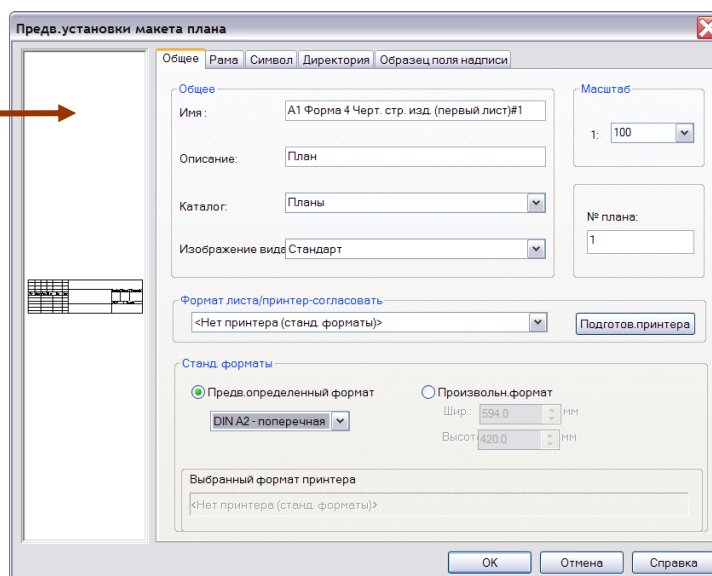 Предв.установки макета плана
Общее Рама Символ Директория Образец поля надписи
Общее
Имя :
А1 Форма 4 Черт. стр. изд. (первый лист)#1
Описание:
План
Каталог:
Планы
Изображение вида
Стандарт
Масштаб
1: 100
№ плана:
1
Формат листа/принтер-согласовать
<Нет принтера (станд. форматы)>
Подготов.принтера
Станд. форматы
Предв.определенный формат
Произвольн.формат
DIN A2 - поперечная
Шир.: 594.0 мм
Высот 420.0 мм
Выбранный формат принтера
<Нет принтера (станд. форматы)>
OK Отмена Справка